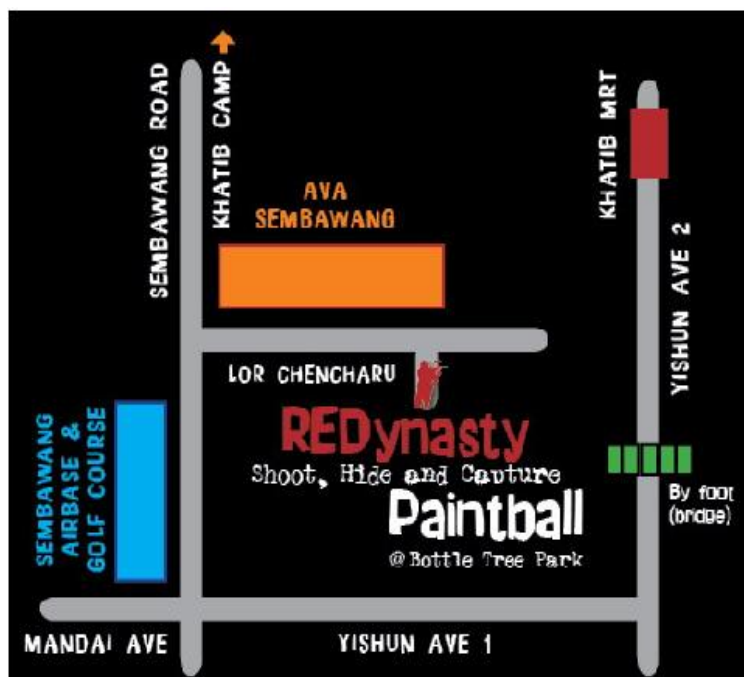 SEMBAWANG ROAD
KHATIB CAMP
AVA
SEMBAWANG
KHATIB MRT
YISHUN AVE 2
LOR CHENCHARU
REDynasty
Shoot, Hide and Capture
Paintball
@ Bottle Tree Park
SEMBAWANG
AIRBASE &
GOLF COURSE
By foot
(bridge)
MANDAI AVE
YISHUN AVE 1